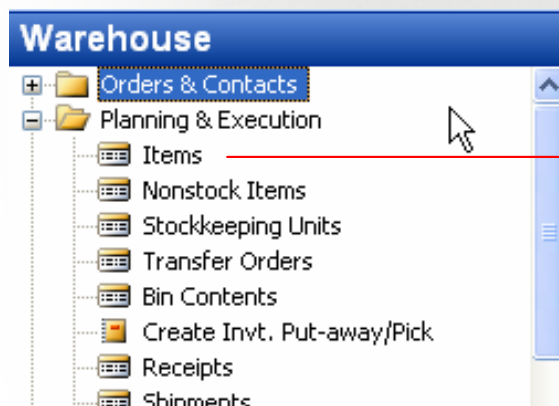 Warehouse
Orders & Contacts
Planning & Execution
Items
Nonstock Items
Stockkeeping Units
Transfer Orders
Bin Contents
Create Invt. Put-away/Pick
Receipts
Shipments